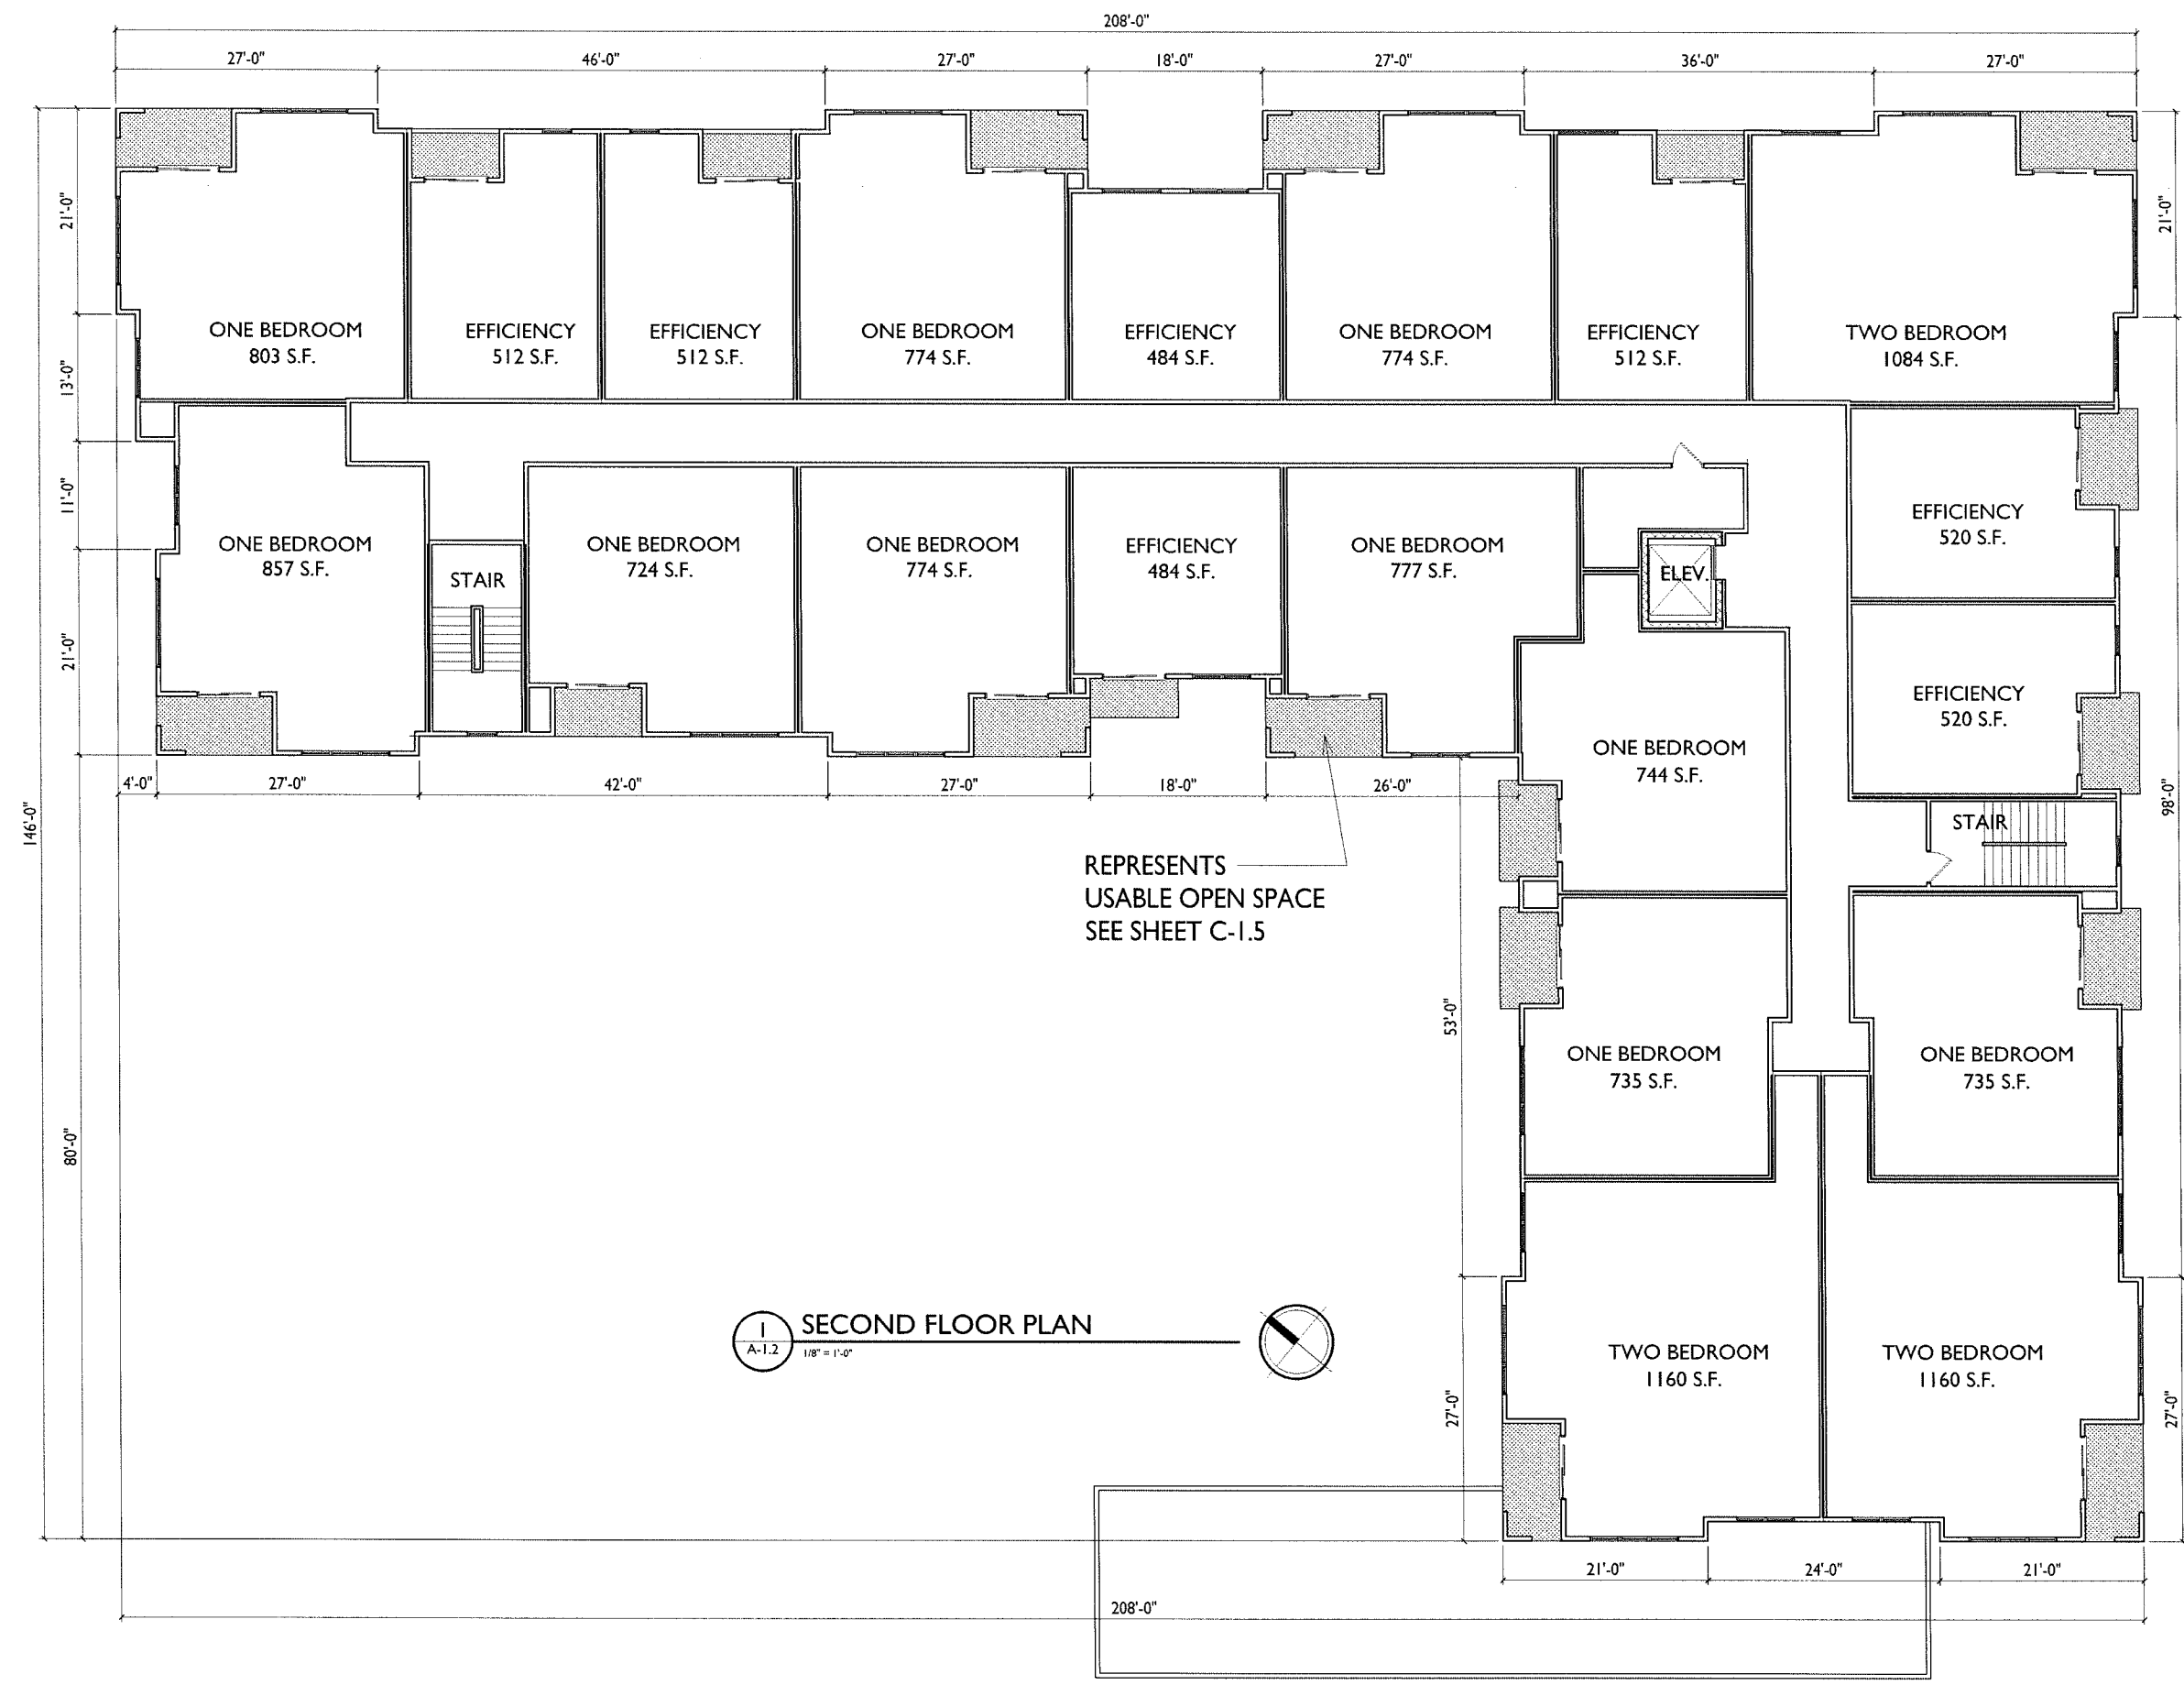 208'-0"
27'-0"
46'-0"
27'-0"
18'-0"
27'-0"
36'-0"
27'-0"
21'-0"
13'-0"
11'-0"
21'-0"
146'-0"
80'-0"
21'-0"
98'-0"
27'-0"
ONE BEDROOM
803 S.F.
EFFICIENCY
512 S.F.
EFFICIENCY
512 S.F.
ONE BEDROOM
774 S.F.
EFFICIENCY
484 S.F.
ONE BEDROOM
774 S.F.
EFFICIENCY
512 S.F.
TWO BEDROOM
1084 S.F.
ONE BEDROOM
857 S.F.
STAIR
ONE BEDROOM
724 S.F.
ONE BEDROOM
774 S.F.
EFFICIENCY
484 S.F.
ONE BEDROOM
777 S.F.
ELEV.
EFFICIENCY
520 S.F.
EFFICIENCY
520 S.F.
ONE BEDROOM
744 S.F.
STAIR
4'-0"
27'-0"
42'-0"
27'-0"
18'-0"
26'-0"
REPRESENTS
USABLE OPEN SPACE
SEE SHEET C-1.5
53'-0"
27'-0"
ONE BEDROOM
735 S.F.
ONE BEDROOM
735 S.F.
TWO BEDROOM
1160 S.F.
TWO BEDROOM
1160 S.F.
1
A-1.2
SECOND FLOOR PLAN
1/8" = 1'-0"
21'-0"
24'-0"
21'-0"
208'-0"